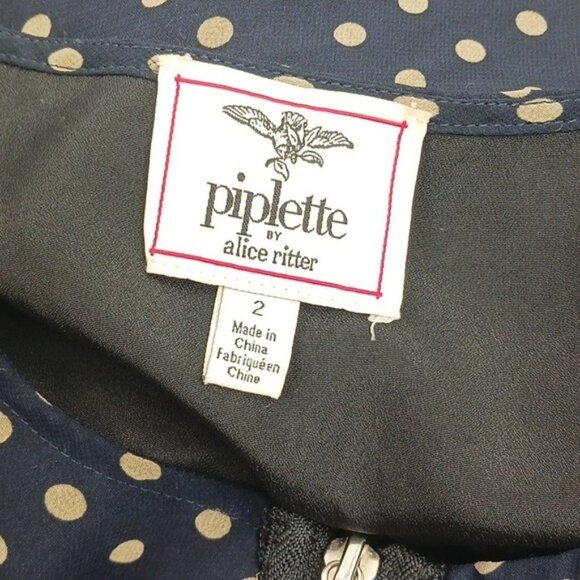 piplette
BY
alice ritter
2
Made in
China
Fabriquéen
Chine